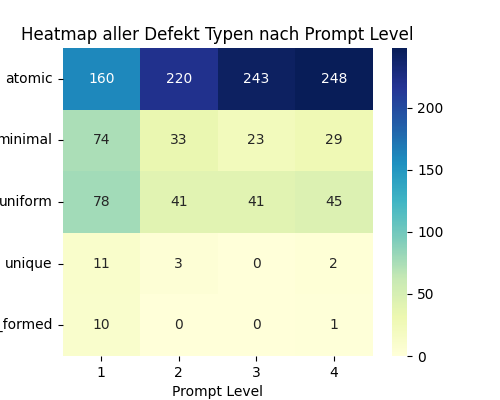 Heatmap aller Defekt Typen nach Prompt Level
atomic 160 220 243 248
minimal 74 33 23 29
uniform 78 41 41 45
unique 11 3 0 2
_formed 10 0 0 1
1 2 3 4
Prompt Level
200
150
100
50
0